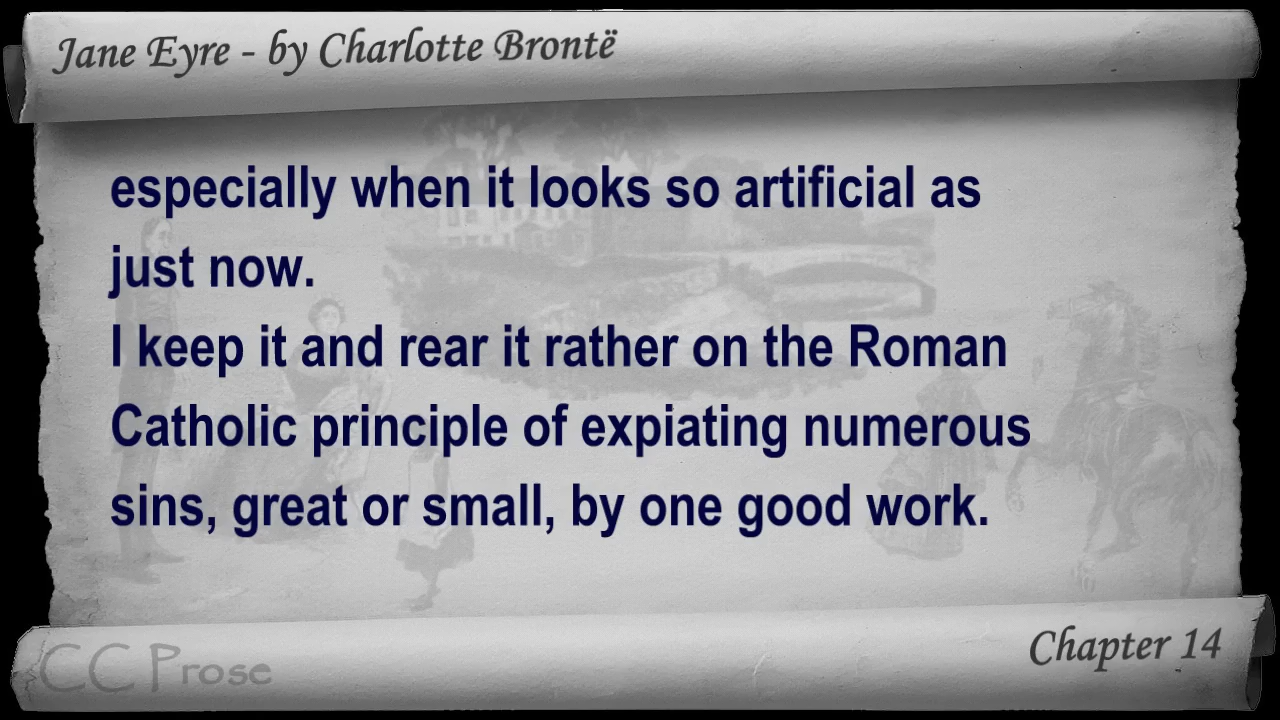 Jane Eyre - by Charlotte Brontë
especially when it looks so artificial as
just now.
I keep it and rear it rather on the Roman
Catholic principle of expiating numerous
sins, great or small, by one good work.
Chapter 14
CC Prose